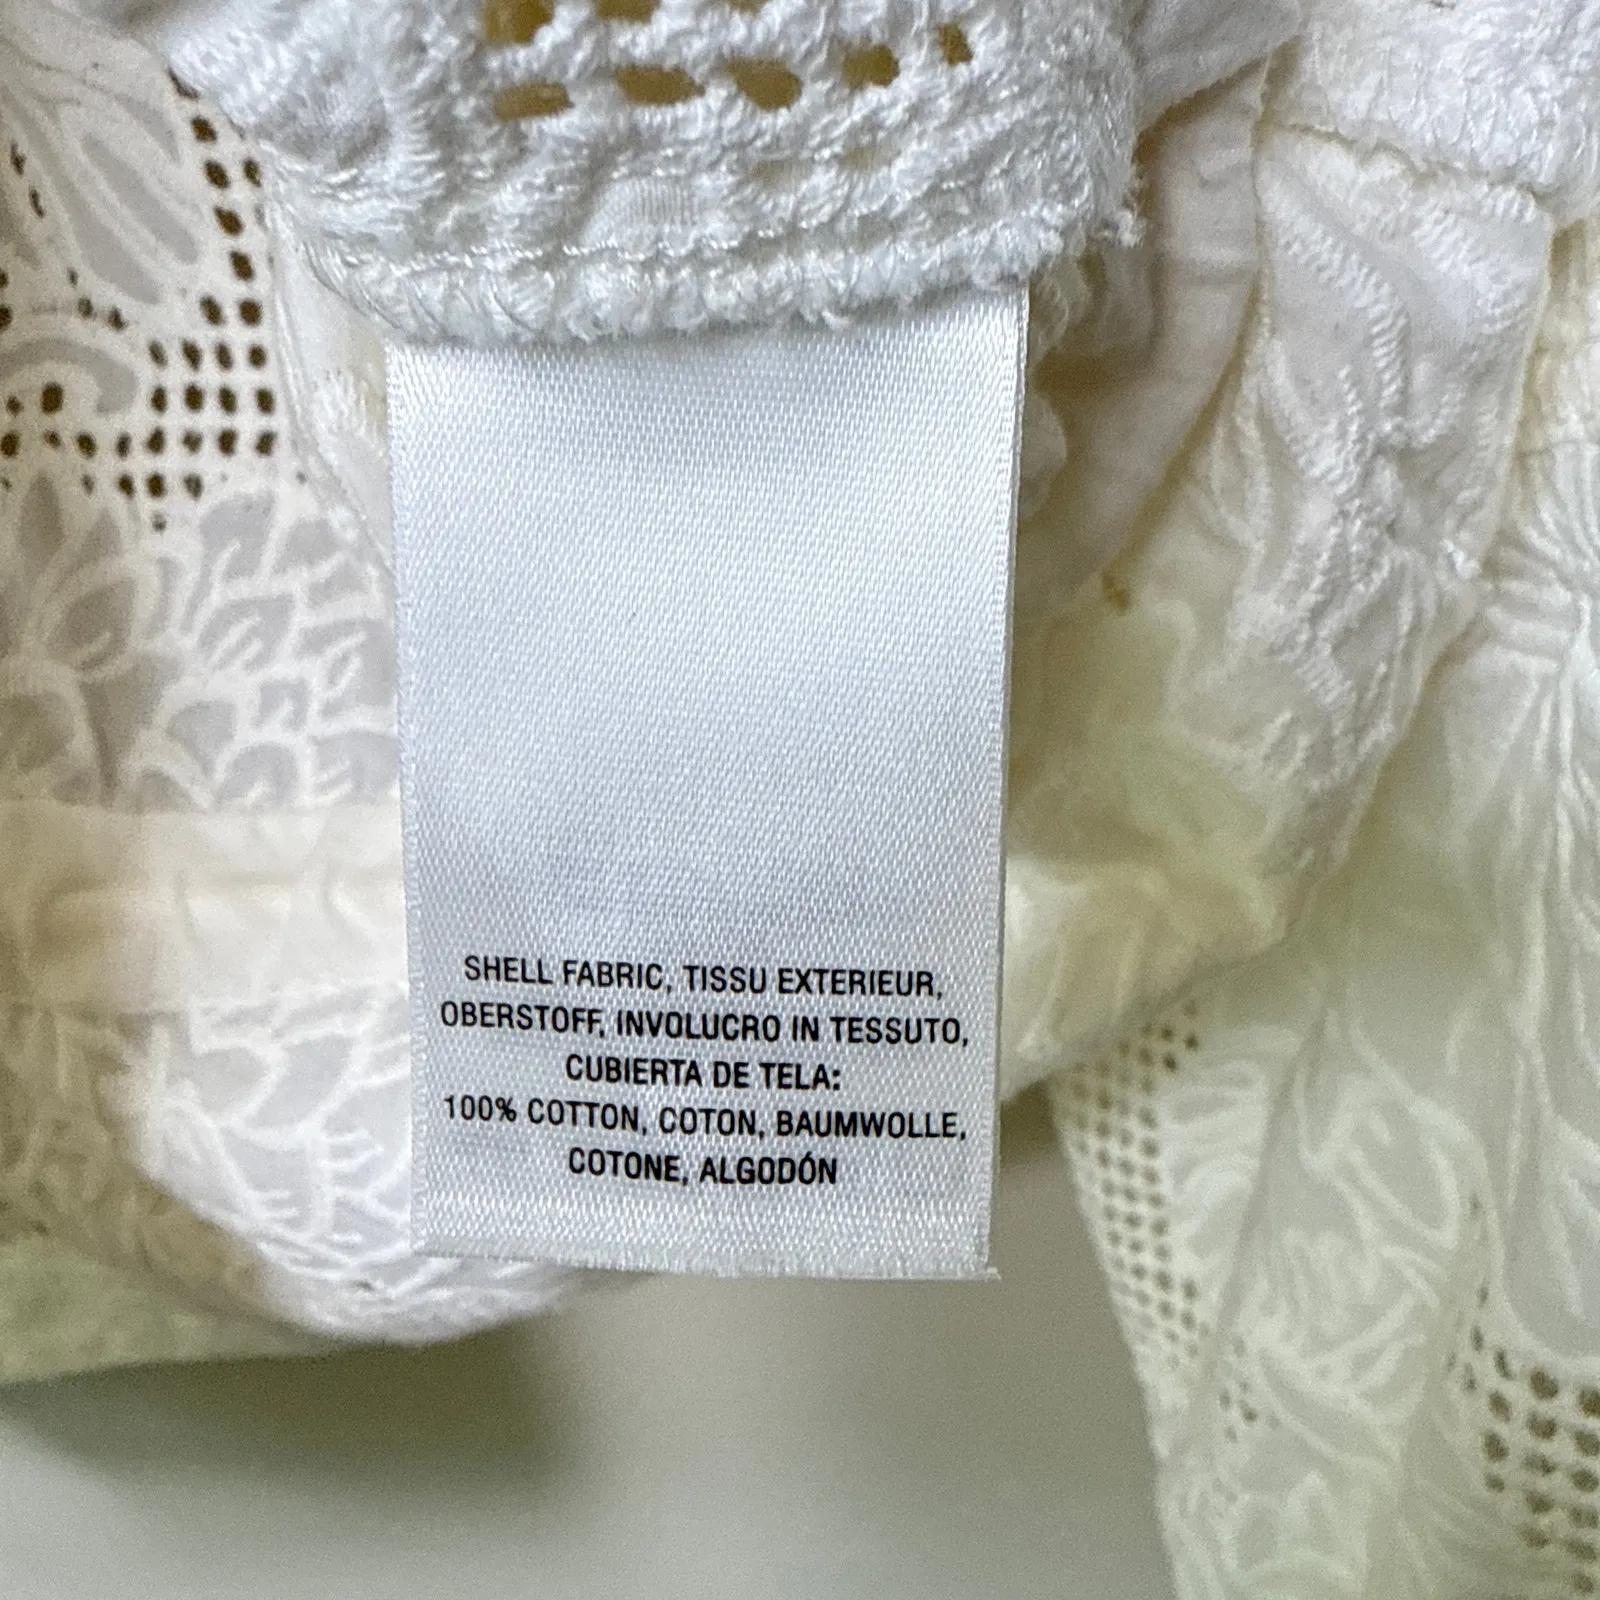 SHELL FABRIC, TISSU EXTERIEUR,
OBERSTOFF, INVOLUCRO IN TESSUTO,
CUBIERTA DE TELA:
100% COTTON, COTON, BAUMWOLLE,
COTONE, ALGODÓN